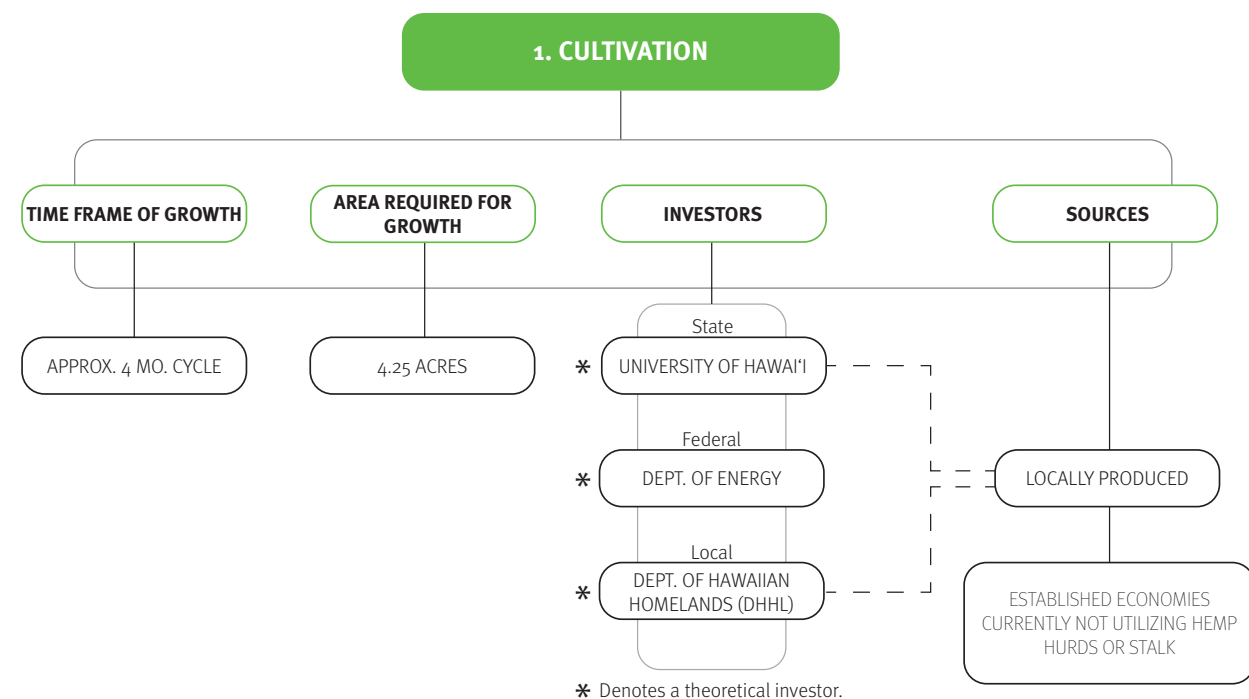 1. CULTIVATION
TIME FRAME OF GROWTH
AREA REQUIRED FOR
GROWTH
INVESTORS
SOURCES
APPROX. 4 MO. CYCLE
4.25 ACRES
State
* UNIVERSITY OF HAWAIʻI
Federal
* DEPT. OF ENERGY
LOCALLY PRODUCED
Local
* DEPT. OF HAWAIIAN
HOMELANDS (DHHL)
ESTABLISHED ECONOMIES
CURRENTLY NOT UTILIZING HEMP
HURDS OR STALK
* Denotes a theoretical investor.